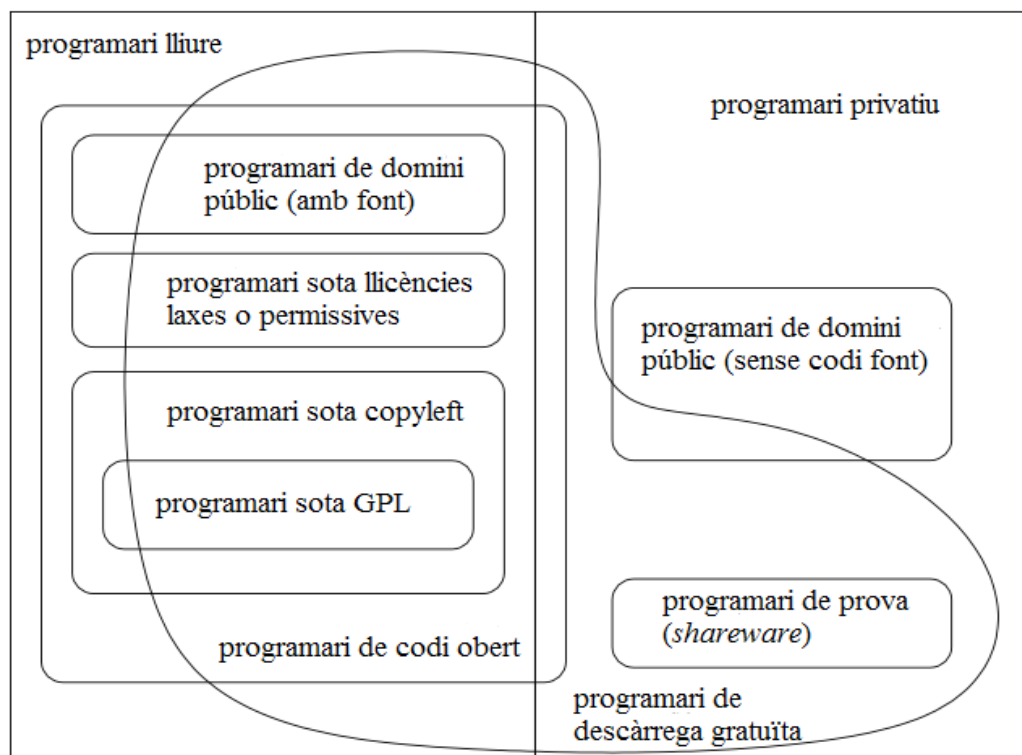 programari lliure
programari privatiu
programari de domini
públic (amb font)
programari sota llicències
laxes o permissives
programari de domini
públic (sense codi font)
programari sota copyleft
programari sota GPL
programari de prova
(shareware)
programari de codi obert
programari de
descàrrega gratuïta